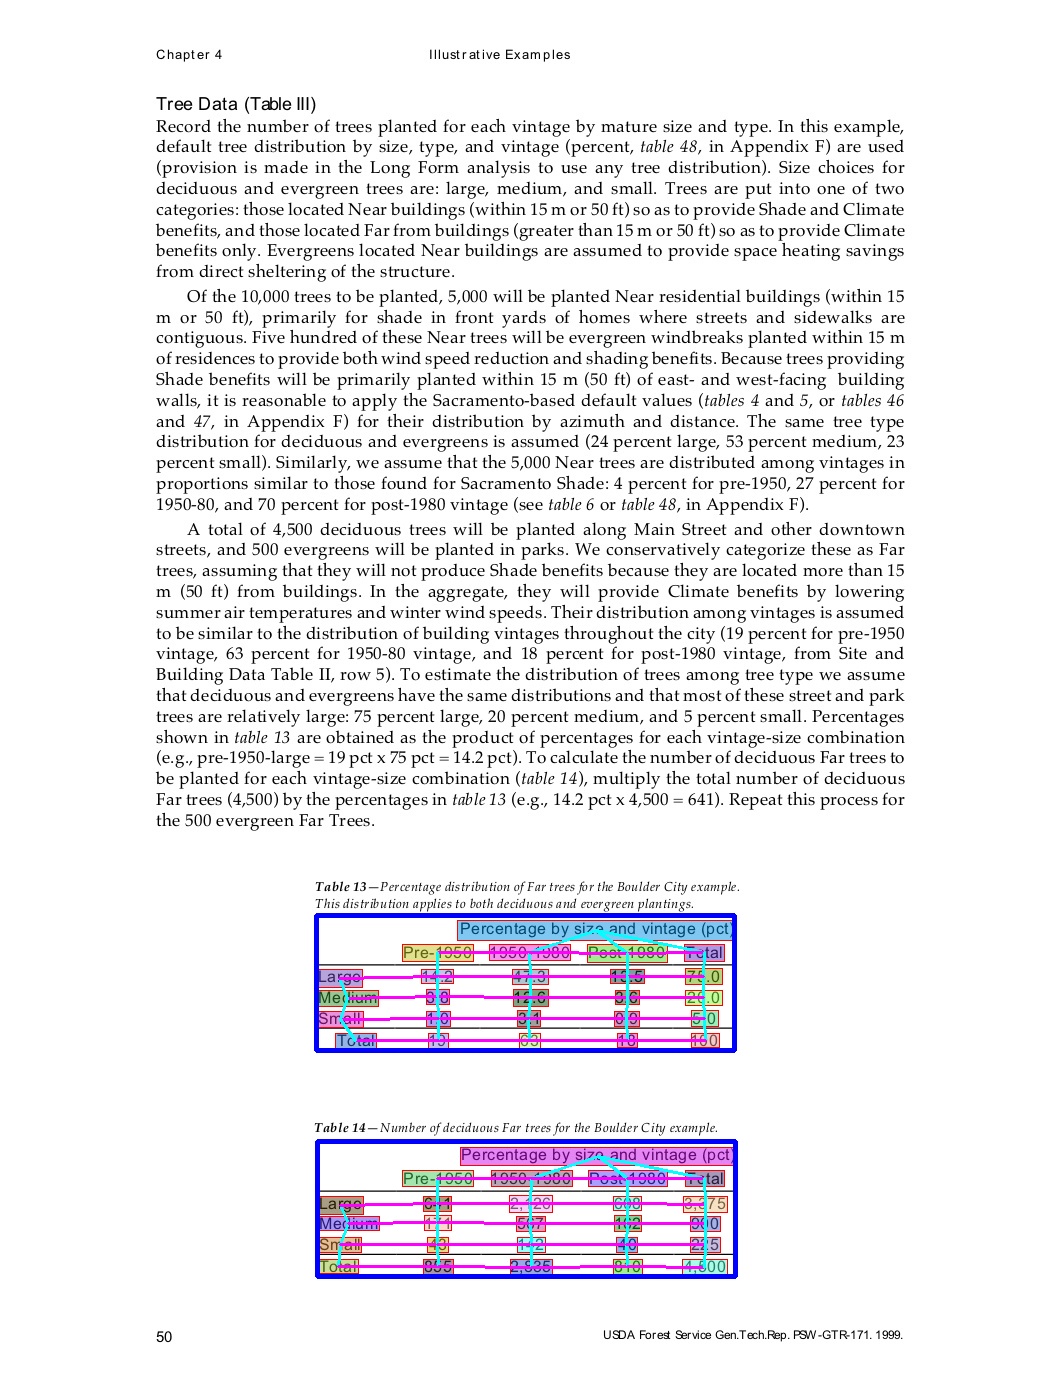 Chapter 4
Illustrative Examples
Tree Data (Table III)
Record the number of trees planted for each vintage by mature size and type. In this example,
default tree distribution by size, type, and vintage (percent, table 48, in Appendix F) are used
(provision is made in the Long Form analysis to use any tree distribution). Size choices for
deciduous and evergreen trees are: large, medium, and small. Trees are put into one of two
categories: those located Near buildings (within 15 m or 50 ft) so as to provide Shade and Climate
benefits, and those located Far from buildings (greater than 15 m or 50 ft) so as to provide Climate
benefits only. Evergreens located Near buildings are assumed to provide space heating savings
from direct sheltering of the structure.
Of the 10,000 trees to be planted, 5,000 will be planted Near residential buildings (within 15
m or 50 ft), primarily for shade in front yards of homes where streets and sidewalks are
contiguous. Five hundred of these Near trees will be evergreen windbreaks planted within 15 m
of residences to provide both wind speed reduction and shading benefits. Because trees providing
Shade benefits will be primarily planted within 15 m (50 ft) of east- and west-facing building
walls, it is reasonable to apply the Sacramento-based default values (tables 4 and 5, or tables 46
and 47, in Appendix F) for their distribution by azimuth and distance. The same tree type
distribution for deciduous and evergreens is assumed (24 percent large, 53 percent medium, 23
percent small). Similarly, we assume that the 5,000 Near trees are distributed among vintages in
proportions similar to those found for Sacramento Shade: 4 percent for pre-1950, 27 percent for
1950-80, and 70 percent for post-1980 vintage (see table 6 or table 48, in Appendix F).
A total of 4,500 deciduous trees will be planted along Main Street and other downtown
streets, and 500 evergreens will be planted in parks. We conservatively categorize these as Far
trees, assuming that they will not produce Shade benefits because they are located more than 15
m (50 ft) from buildings. In the aggregate, they will provide Climate benefits by lowering
summer air temperatures and winter wind speeds. Their distribution among vintages is assumed
to be similar to the distribution of building vintages throughout the city (19 percent for pre-1950
vintage, 63 percent for 1950-80 vintage, and 18 percent for post-1980 vintage, from Site and
Building Data Table II, row 5). To estimate the distribution of trees among tree type we assume
that deciduous and evergreens have the same distributions and that most of these street and park
trees are relatively large: 75 percent large, 20 percent medium, and 5 percent small. Percentages
shown in table 13 are obtained as the product of percentages for each vintage-size combination
(e.g., pre-1950-large = 19 pct x 75 pct = 14.2 pct). To calculate the number of deciduous Far trees to
be planted for each vintage-size combination (table 14), multiply the total number of deciduous
Far trees (4,500) by the percentages in table 13 (e.g., 14.2 pct x 4,500 = 641). Repeat this process for
the 500 evergreen Far Trees.
Table 13—Percentage distribution of Far trees for the Boulder City example.
This distribution applies to both deciduous and evergreen plantings.
Percentage by size and vintage (pct)
Pre-1950 1950-1980 Post-1980 Total
Large 14.2 47.3 13.5 75.0
Medium 3.8 12.6 3.6 20.0
Small 1.0 3.1 0.9 5.0
Total 19 63 18 100
Table 14—Number of deciduous Far trees for the Boulder City example.
Percentage by size and vintage (pct)
Pre-1950 1950-1980 Post-1980 Total
Large 641 2,126 608 3,375
Medium 171 567 162 900
Small 43 142 40 225
Total 855 2,835 810 4,500
50
USDA Forest Service Gen.Tech.Rep. PSW-GTR-171. 1999.